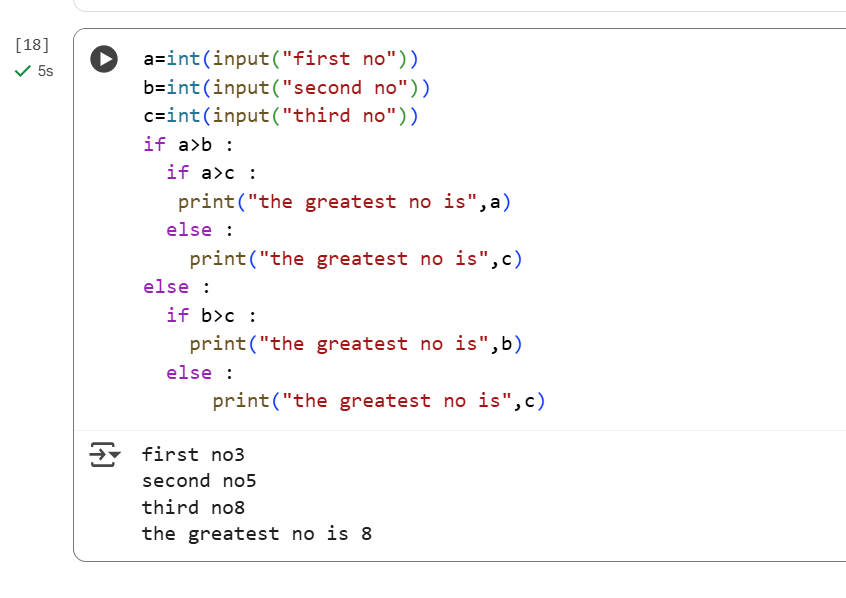 [18]
5s
a=int(input("first no"))
b=int(input("second no"))
c=int(input("third no"))
if a>b :
  if a>c :
   print("the greatest no is",a)
  else :
    print("the greatest no is",c)
else :
  if b>c :
    print("the greatest no is",b)
  else :
      print("the greatest no is",c)
first no3
second no5
third no8
the greatest no is 8